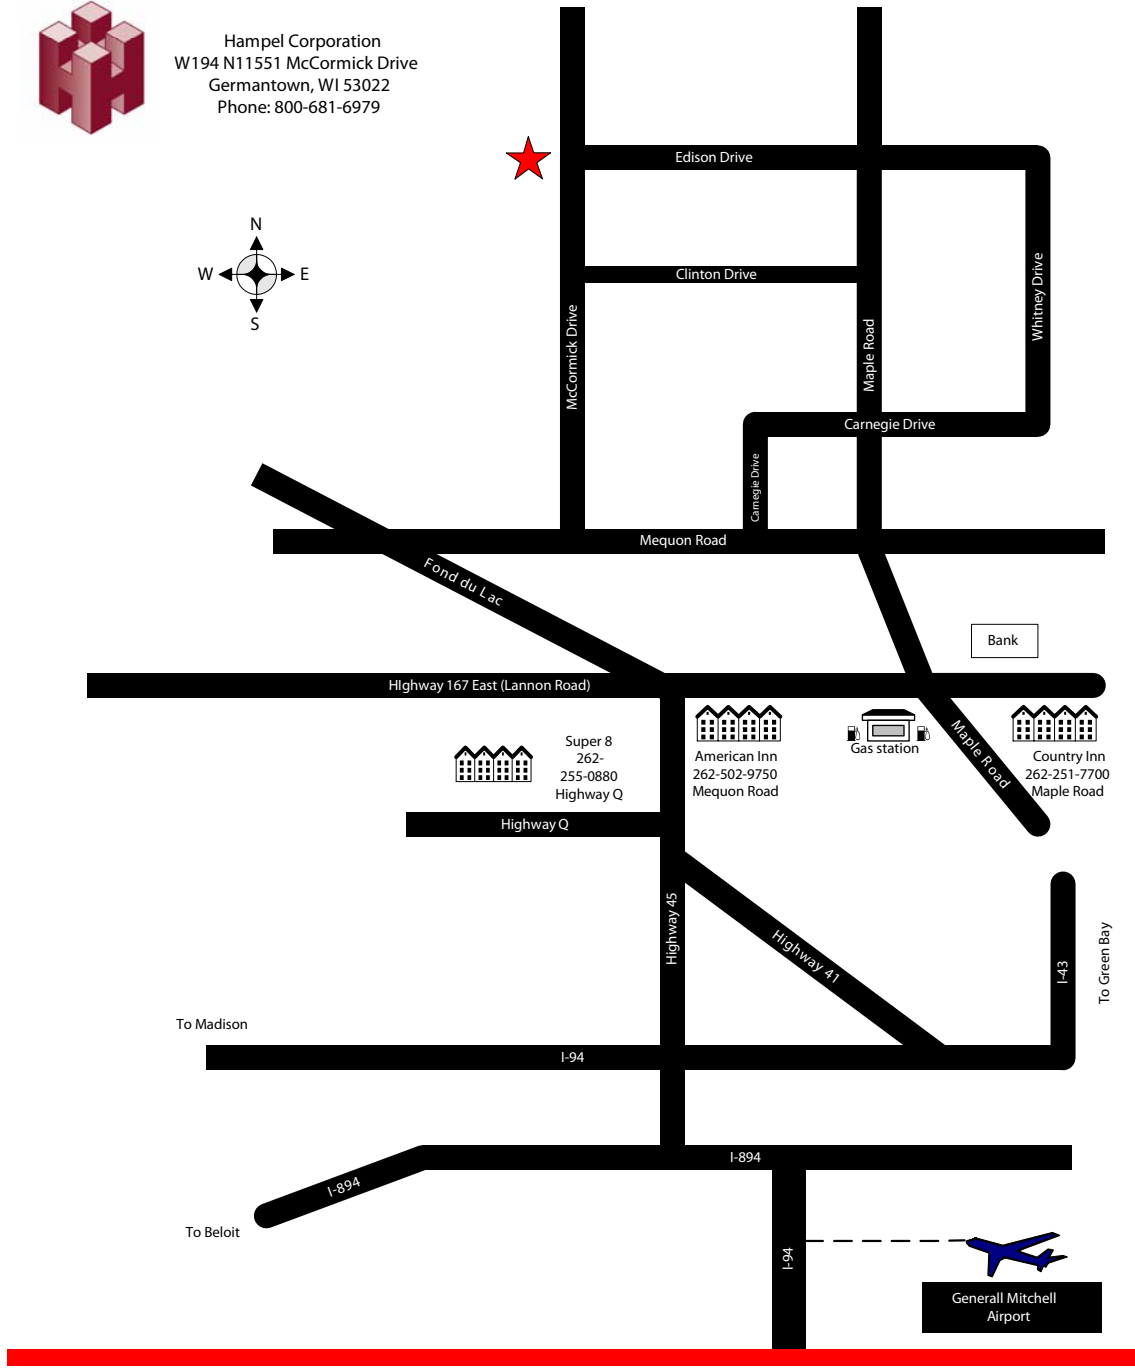 Hampel Corporation
W194 N11551 McCormick Drive
Germantown, WI 53022
Phone: 800-681-6979
Edison Drive
N
W
E
S
Clinton Drive
Whitney Drive
McCormick Drive
Maple Road
Carnegie Drive
Carnegie Drive
Mequon Road
Fond du Lac
Bank
HIghway 167 East (Lannon Road)
Super 8
262-
255-0880
Highway Q
American Inn
262-502-9750
Mequon Road
Gas station
Maple Road
Country Inn
262-251-7700
Maple Road
Highway Q
Highway 45
Highway 41
I-43
To Green Bay
To Madison
I-94
I-894
I-894
To Beloit
I-94
Generall Mitchell
Airport